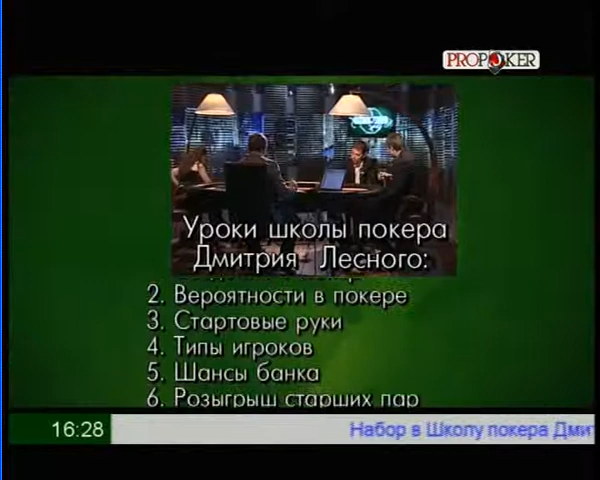 PROPOKER
Уроки школы покера
Дмитрия Лесного:
2. Вероятности в покере
3. Стартовые руки
4. Типы игроков
5. Шансы банка
6. Розыгрыш старших пар
16:28
Набор в Школу покера Дми